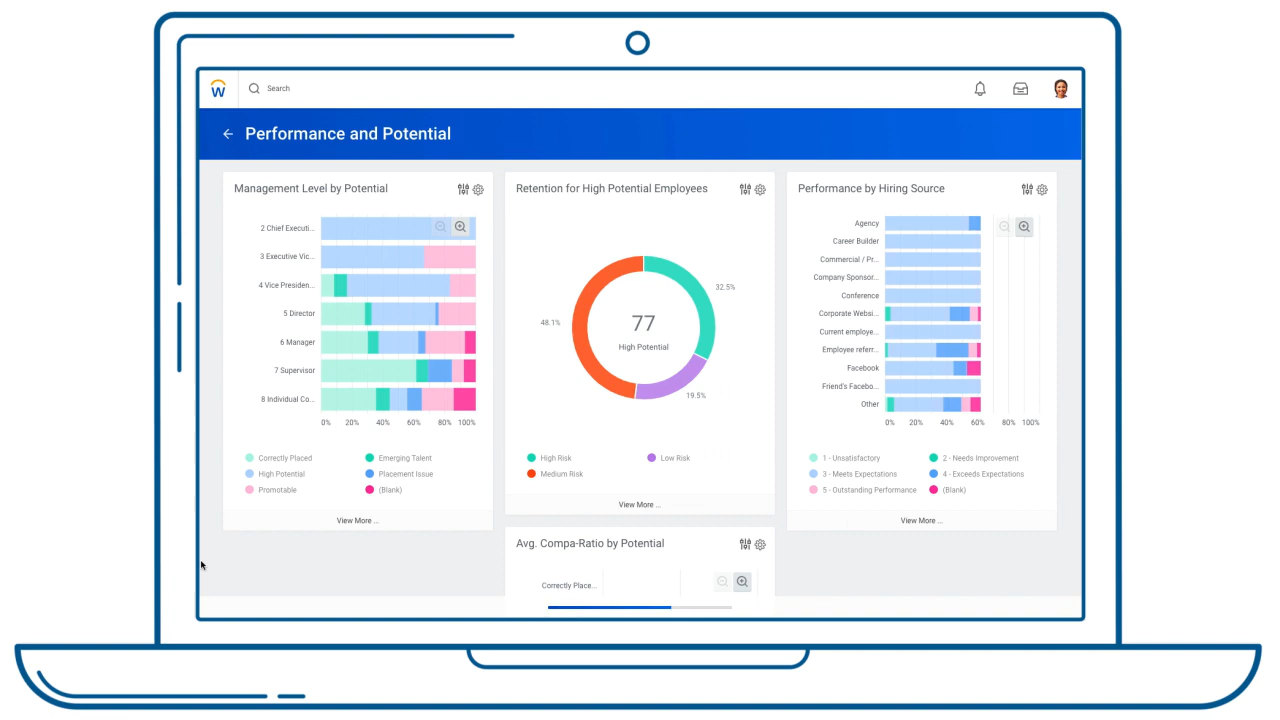 W
Search
Performance and Potential
Management Level by Potential
2 Chief Executi...
3 Executive Vic...
4 Vice Presiden...
5 Director
6 Manager
7 Supervisor
8 Individual Co...
0% 20% 40% 60% 80% 100%
Correctly Placed Emerging Talent
High Potential Placement Issue
Promotable (Blank)
View More ...
Retention for High Potential Employees
32.5%
48.1%
77
High Potential
19.5%
High Risk Low Risk
Medium Risk
View More ...
Performance by Hiring Source
Agency
Career Builder
Commercial / Pr...
Company Sponsor...
Conference
Corporate Websi...
Current employe...
Employee referr...
Facebook
Friend's Facebo...
Other
0% 20% 40% 60% 80% 100%
1 - Unsatisfactory 2 - Needs Improvement
3 - Meets Expectations 4 - Exceeds Expectations
5 - Outstanding Performance (Blank)
View More ...
Avg. Compa-Ratio by Potential
Correctly Place...